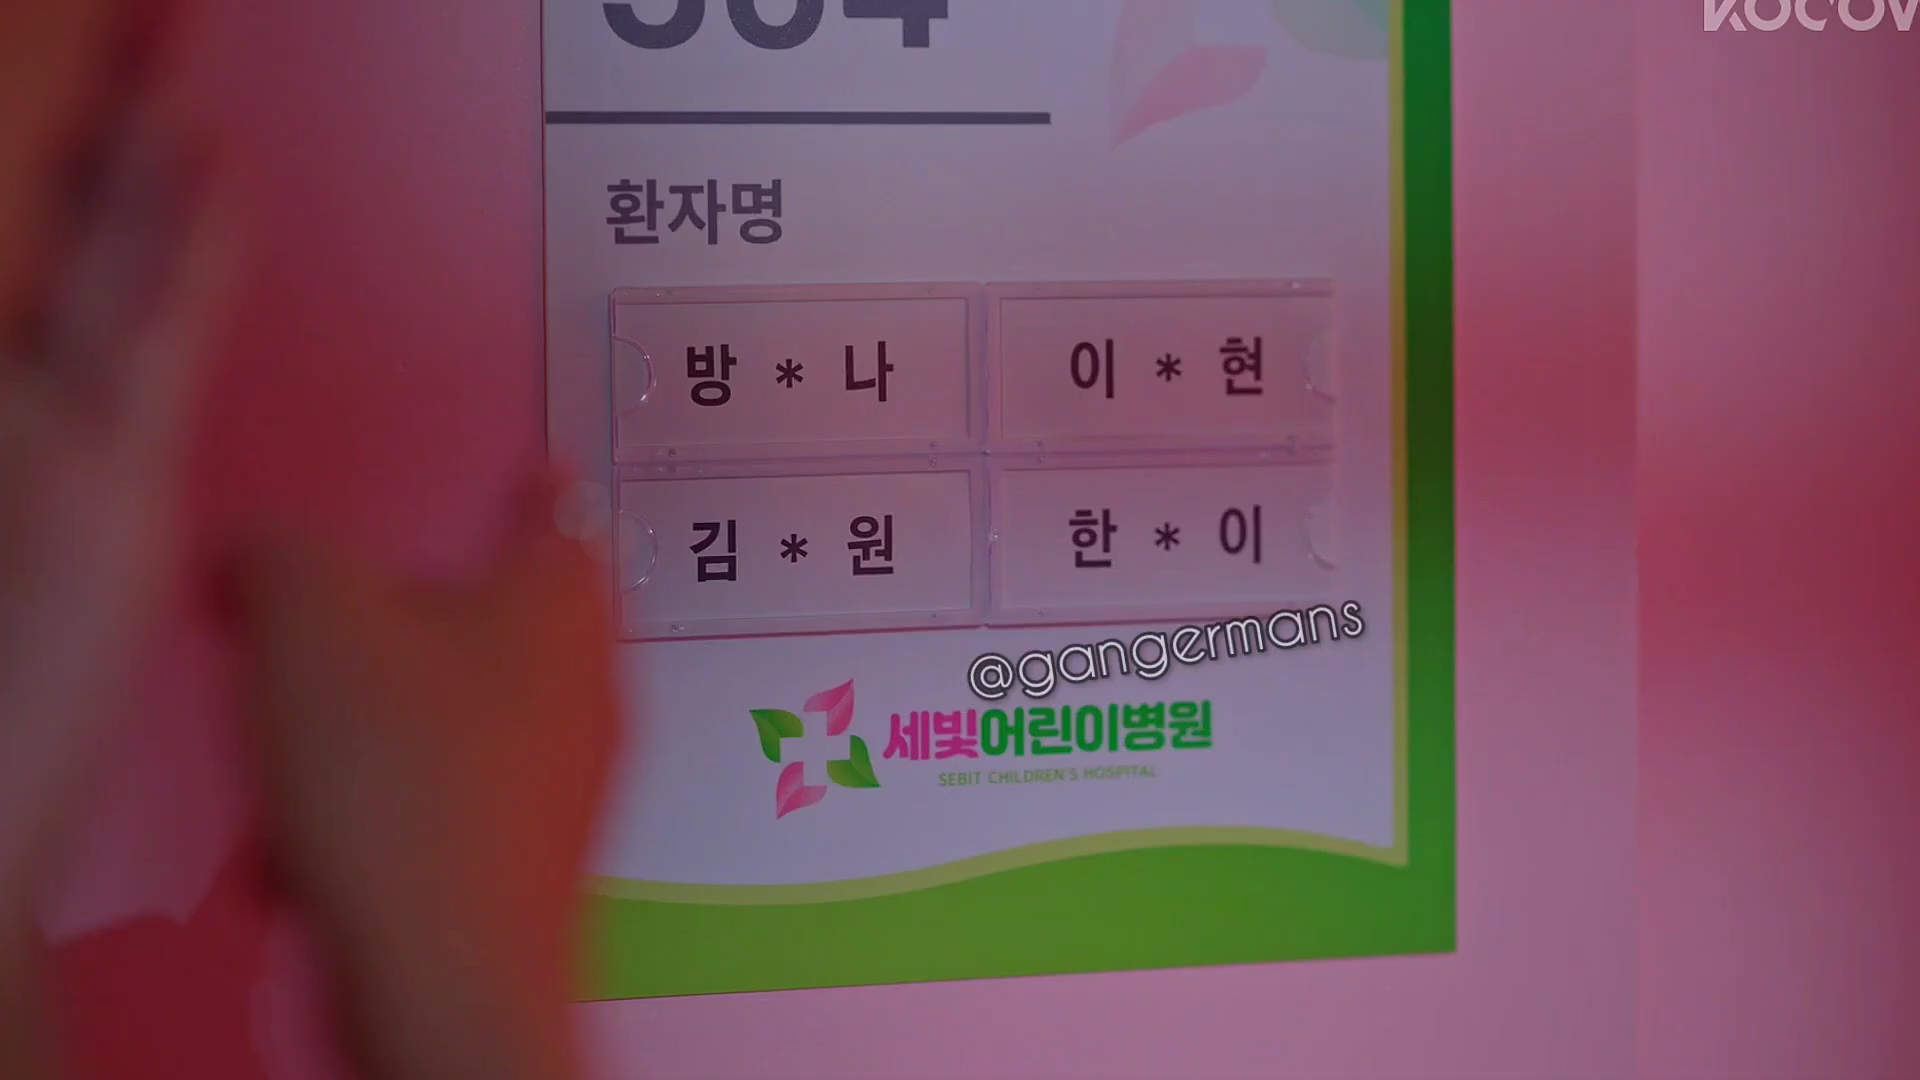 KOCOW
환자명
방 * 나
이 * 현
김 * 원
한 * 이
@gangermans
세빛어린이병원
SEBIT CHILDREN'S HOSPITAL